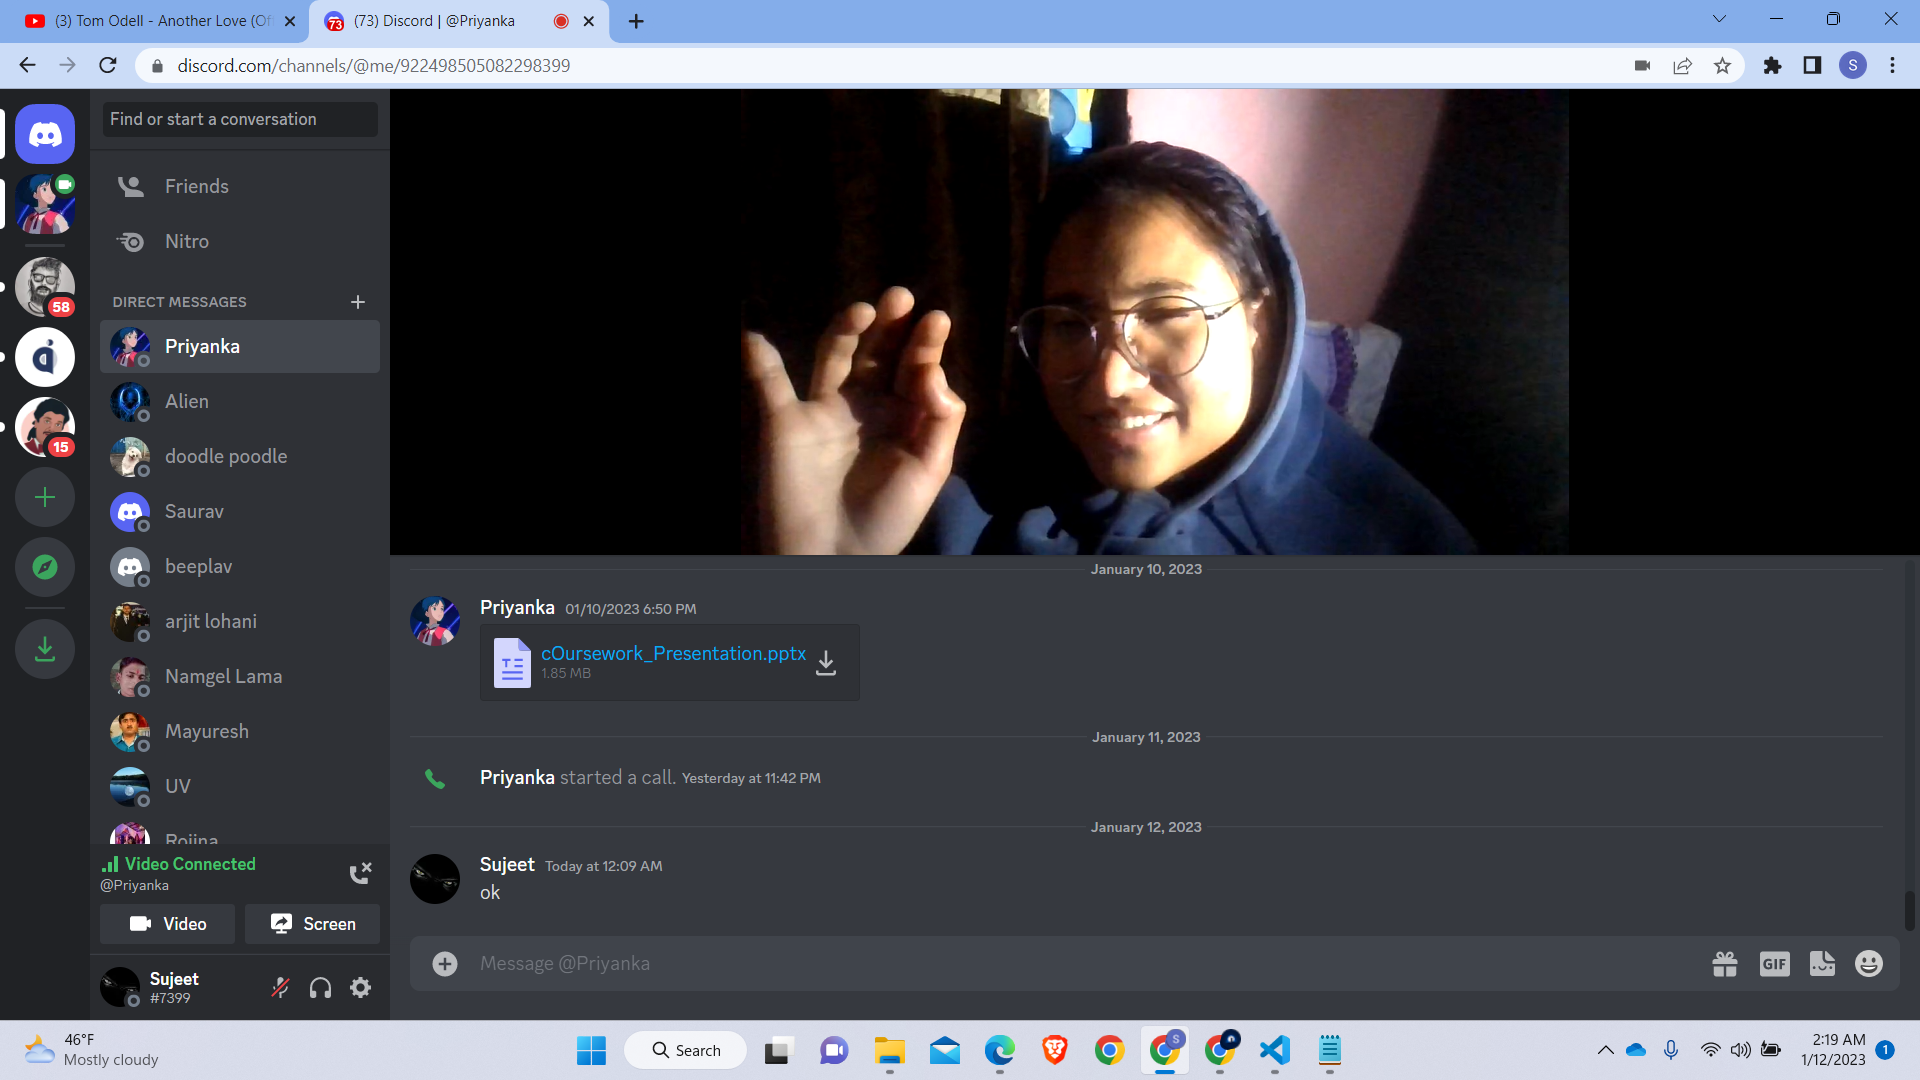 (3) Tom Odell - Another Love (Of
73
(73) Discord | @Priyanka
discord.com/channels/@me/922498505082298399
S
Find or start a conversation
Friends
Nitro
DIRECT MESSAGES
Priyanka
Alien
doodle poodle
Saurav
beeplav
arjit lohani
Namgel Lama
Mayuresh
UV
Rojina
58
15
Video Connected
@Priyanka
Video
Screen
Sujeet
#7399
January 10, 2023
Priyanka 01/10/2023 6:50 PM
cOursework_Presentation.pptx
1.85 MB
January 11, 2023
Priyanka started a call. Yesterday at 11:42 PM
January 12, 2023
Sujeet Today at 12:09 AM
ok
Message @Priyanka
GIF
46°F
Mostly cloudy
Search
S
2:19 AM
1/12/2023
1